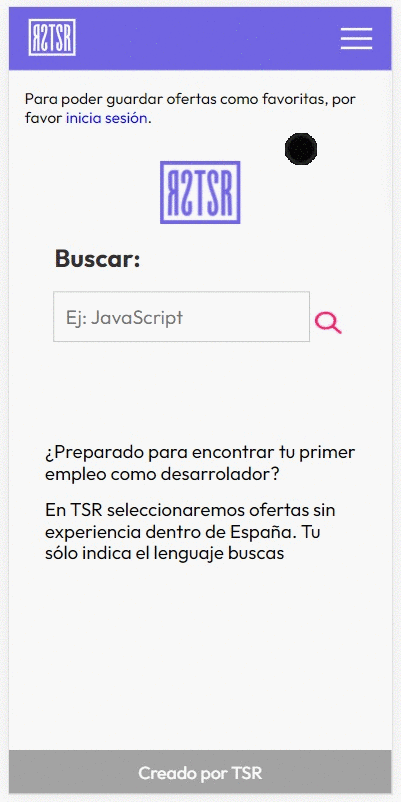 ЯƧTSR
Para poder guardar ofertas como favoritas, por
favor inicia sesión.
ЯƧTSR
Buscar:
Ej: JavaScript
¿Preparado para encontrar tu primer
empleo como desarrolador?
En TSR seleccionaremos ofertas sin
experiencia dentro de España. Tu
sólo indica el lenguaje buscas
Creado por TSR